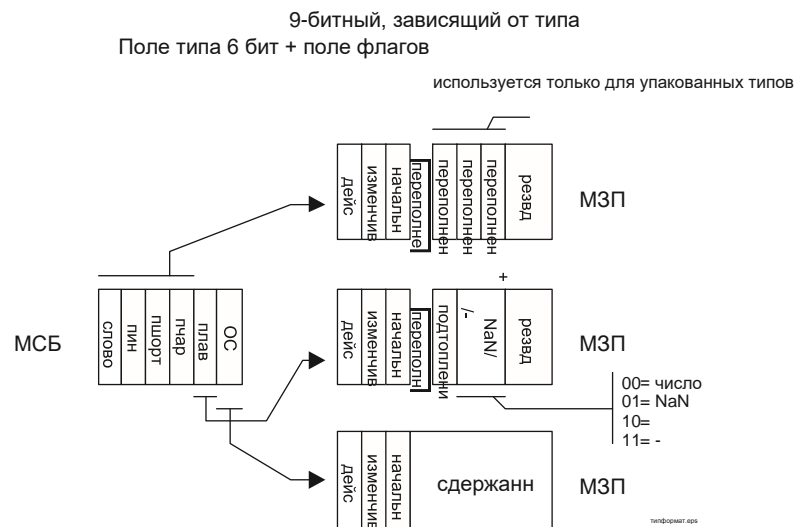 9-битный, зависящий от типа
Поле типа 6 бит + поле флагов
используется только для упакованных типов
дейс
изменчив
начальн
переполне
переполнен
переполнен
переполнен
резвд
МЗП
МСБ
слово
пин
пшорт
пчар
плав
ОС
дейс
изменчив
начальн
переполн
подтоплени
/-
NaN/
+
резвд
МЗП
00= число
01= NaN
10=
11= -
дейс
изменчив
начальн
сдержанн
МЗП
типформат.eps